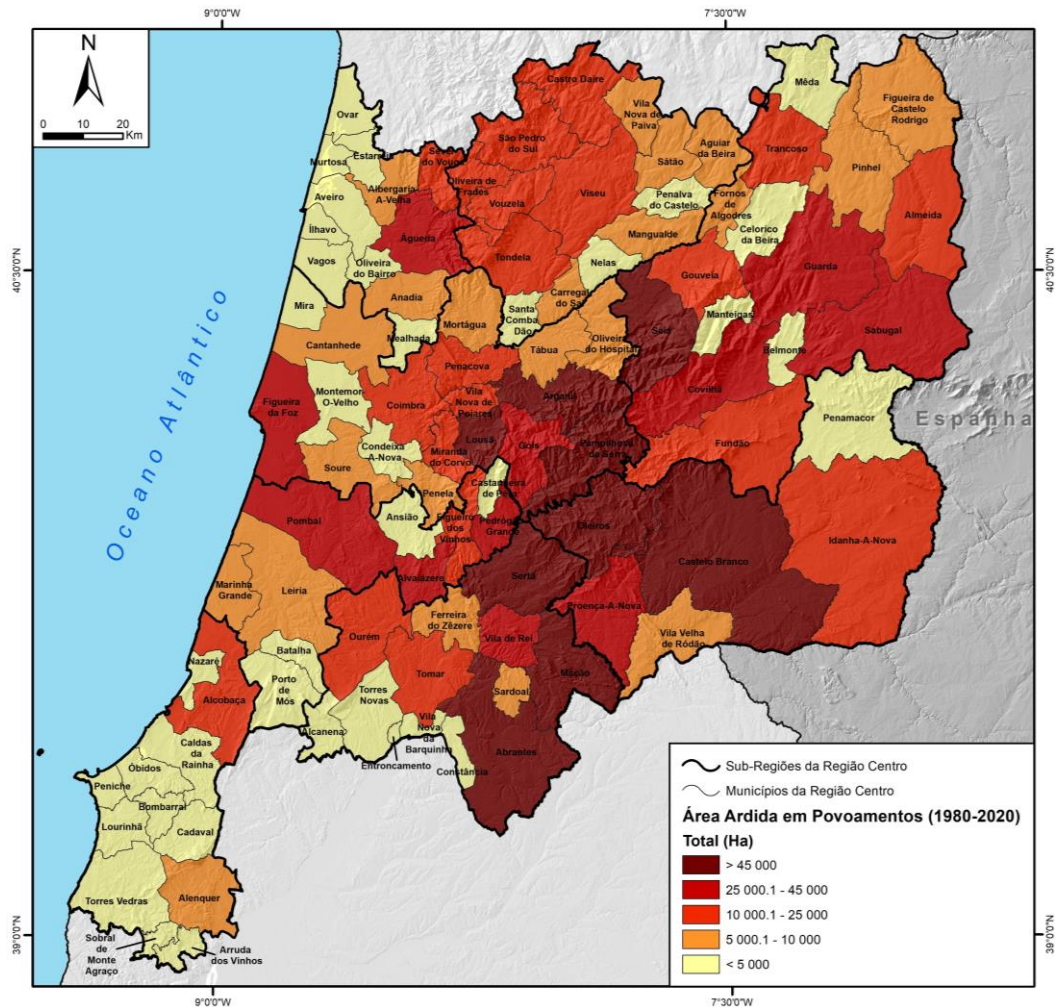 9°0'0"W
7°30'0"W
N
0 10 20
Km
40°30'0"N
40°30'0"N
39°0'0"N
39°0'0"N
9°0'0"W
7°30'0"W
Oceano Atlântico
Espanha
Ovar
Murtosa
Estarreja
Sever do Vouga
Albergaria-A-Velha
Aveiro
Ílhavo
Vagos
Águeda
Oliveira do Bairro
Mira
Anadia
Mealhada
Cantanhede
Castro Daire
São Pedro do Sul
Vila Nova de Paiva
Oliveira de Frades
Vouzela
Viseu
Sátão
Aguiar da Beira
Penalva do Castelo
Mangualde
Tondela
Nelas
Carregal do Sal
Santa Comba Dão
Mortágua
Mêda
Figueira de Castelo Rodrigo
Trancoso
Pinhel
Almeida
Fornos de Algodres
Celorico da Beira
Gouveia
Guarda
Manteigas
Seia
Sabugal
Belmonte
Covilhã
Fundão
Penamacor
Idanha-A-Nova
Castelo Branco
Oleiros
Proença-A-Nova
Vila Velha de Ródão
Tábua
Oliveira do Hospital
Arganil
Pampilhosa da Serra
Góis
Lousã
Penacova
Vila Nova de Poiares
Miranda do Corvo
Coimbra
Montemor-O-Velho
Figueira da Foz
Condeixa-A-Nova
Soure
Penela
Castanheira de Pera
Pedrógão Grande
Figueiró dos Vinhos
Ansião
Alvaiázere
Pombal
Leiria
Marinha Grande
Batalha
Porto de Mós
Sertã
Vila de Rei
Mação
Sardoal
Abrantes
Ferreira do Zêzere
Ourém
Tomar
Torres Novas
Alcanena
Vila Nova da Barquinha
Entroncamento
Constância
Nazaré
Alcobaça
Caldas da Rainha
Óbidos
Peniche
Bombarral
Lourinhã
Cadaval
Torres Vedras
Alenquer
Sobral de Monte Agraço
Arruda dos Vinhos
Sub-Regiões da Região Centro
Municípios da Região Centro
Área Ardida em Povoamentos (1980-2020)
Total (Ha)
> 45 000
25 000.1 - 45 000
10 000.1 - 25 000
5 000.1 - 10 000
< 5 000